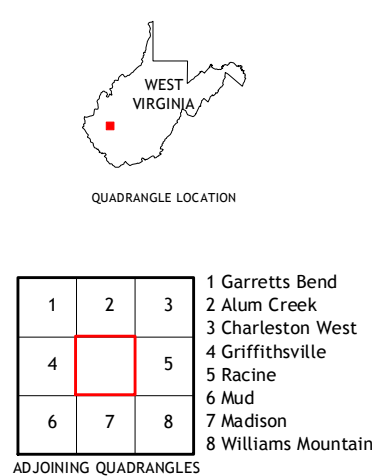 WEST
VIRGINIA
QUADRANGLE LOCATION
1 2 3
4 5
6 7 8
1 Garretts Bend
2 Alum Creek
3 Charleston West
4 Griffithsville
5 Racine
6 Mud
7 Madison
8 Williams Mountain
ADJOINING QUADRANGLES